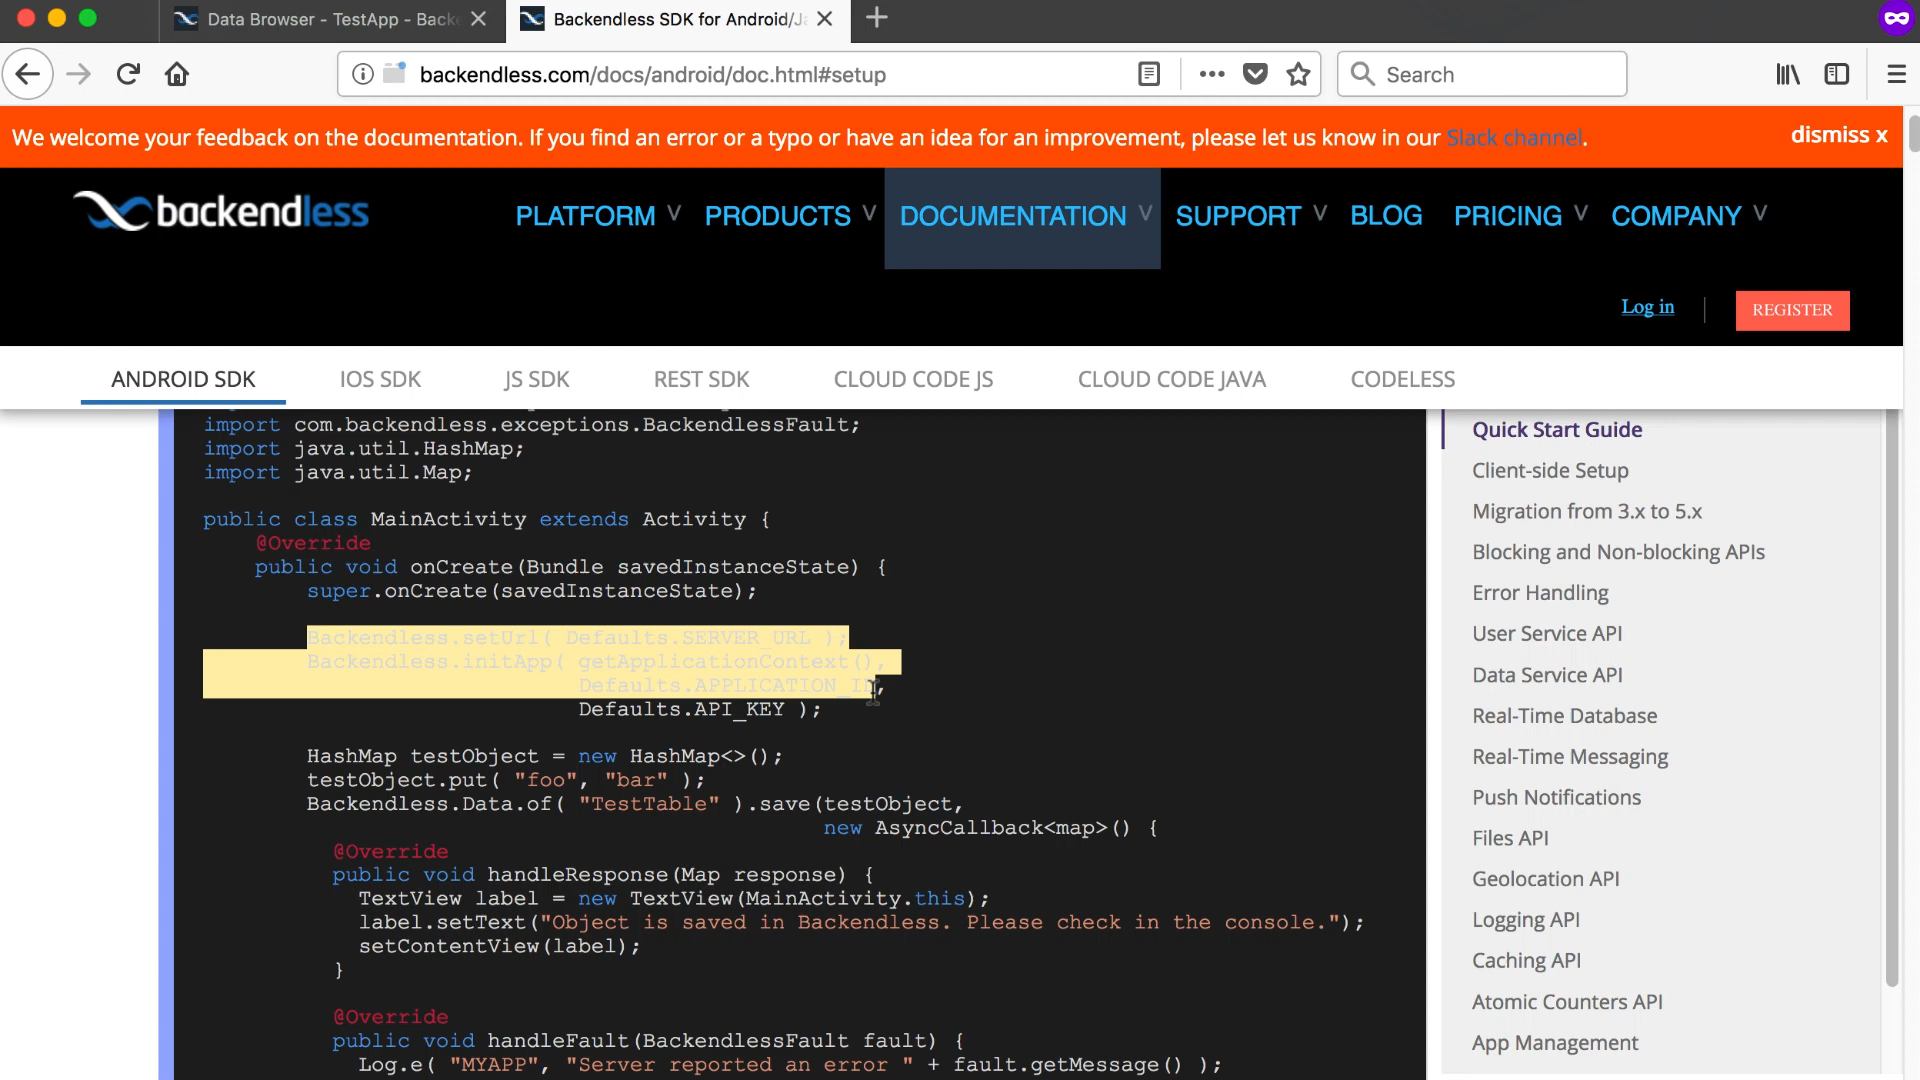 Data Browser - TestApp - Backe
Backendless SDK for Android/Ja
backendless.com/docs/android/doc.html#setup
Search
We welcome your feedback on the documentation. If you find an error or a typo or have an idea for an improvement, please let us know in our Slack channel.
dismiss x
backendless
PLATFORM
PRODUCTS
DOCUMENTATION
SUPPORT
BLOG
PRICING
COMPANY
Log in
REGISTER
ANDROID SDK
IOS SDK
JS SDK
REST SDK
CLOUD CODE JS
CLOUD CODE JAVA
CODELESS
import com.backendless.exceptions.BackendlessFault;
import java.util.HashMap;
import java.util.Map;
public class MainActivity extends Activity {
@Override
public void onCreate(Bundle savedInstanceState) {
super.onCreate(savedInstanceState);
Backendless.setUrl( Defaults.SERVER_URL );
Backendless.initApp( getApplicationContext(),
Defaults.APPLICATION_ID,
Defaults.API_KEY );
HashMap testObject = new HashMap<>();
testObject.put( "foo", "bar" );
Backendless.Data.of( "TestTable" ).save(testObject,
new AsyncCallback<map>() {
@Override
public void handleResponse(Map response) {
TextView label = new TextView(MainActivity.this);
label.setText("Object is saved in Backendless. Please check in the console.");
setContentView(label);
}
@Override
public void handleFault(BackendlessFault fault) {
Log.e( "MYAPP", "Server reported an error " + fault.getMessage() );
Quick Start Guide
Client-side Setup
Migration from 3.x to 5.x
Blocking and Non-blocking APIs
Error Handling
User Service API
Data Service API
Real-Time Database
Real-Time Messaging
Push Notifications
Files API
Geolocation API
Logging API
Caching API
Atomic Counters API
App Management